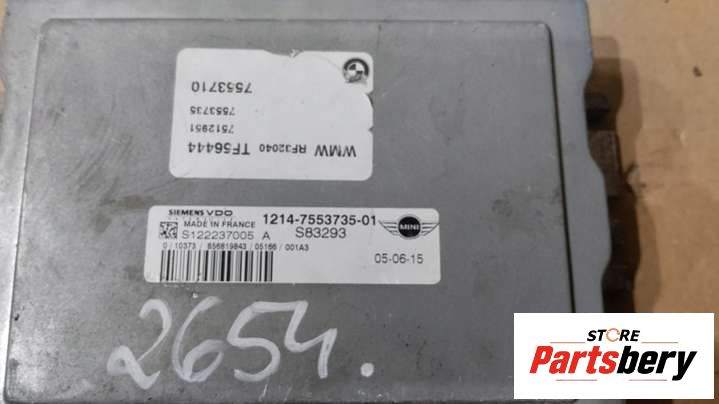 7553710
7553735
7512951
WMW RF32040 TF56444
SIEMENS VDO
MADE IN FRANCE
1214-7553735-01
S122237005 A S83293
MINI
0 / 10373 / 856819843 / 05166 / 001A3
05-06-15
2654.
STORE
Partsbery